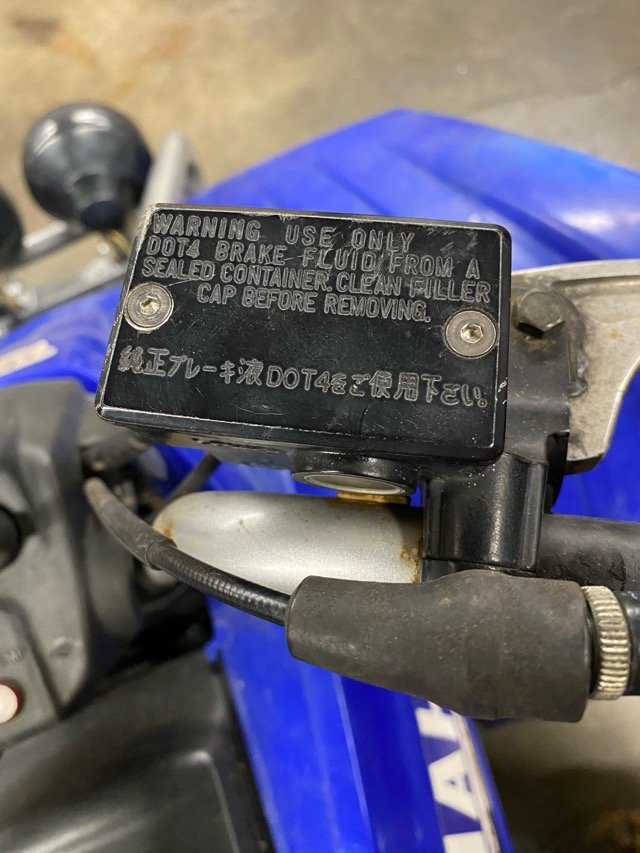 WARNING USE ONLY
DOT4 BRAKE FLUID FROM A
SEALED CONTAINER. CLEAN FILLER
CAP BEFORE REMOVING.
純正ブレーキ液DOT4をご使用下さい。